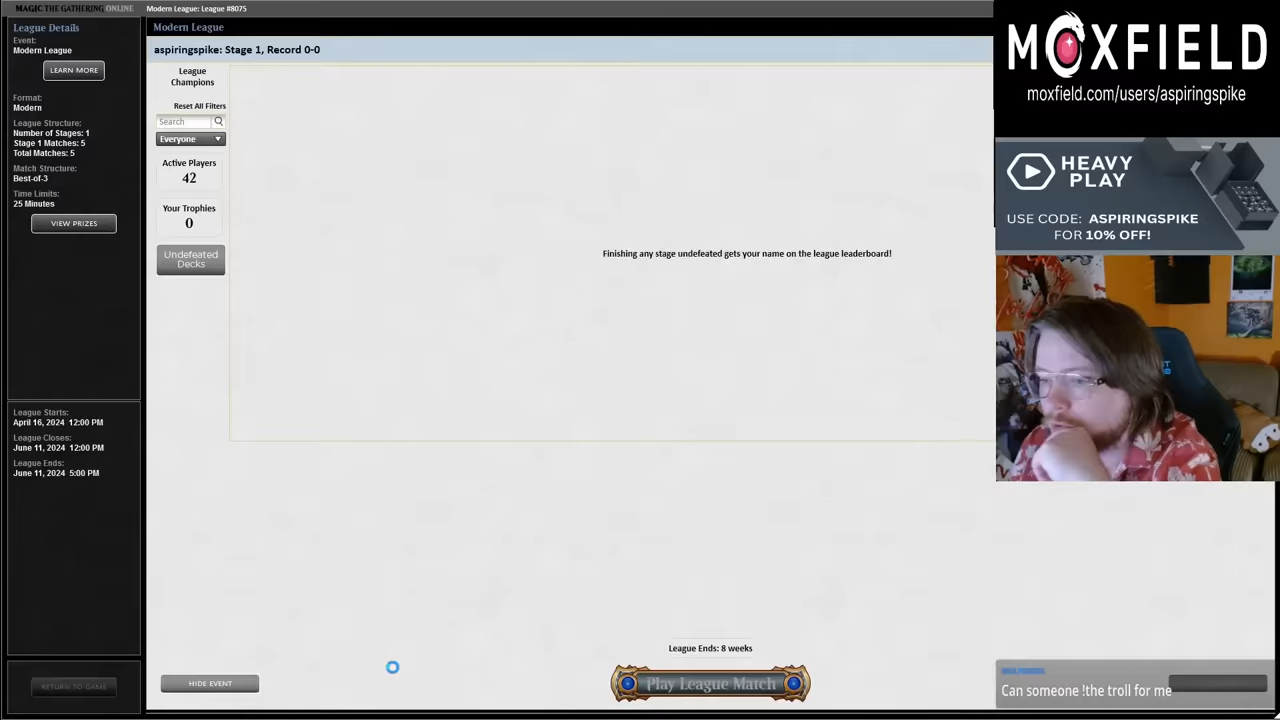 MAGIC THE GATHERING ONLINE
Modern League: League #8075
League Details
Event:
Modern League
LEARN MORE
Format:
Modern
League Structure:
Number of Stages: 1
Stage 1 Matches: 5
Total Matches: 5
Match Structure:
Best-of-3
Time Limits:
25 Minutes
VIEW PRIZES
League Starts:
April 16, 2024 12:00 PM
League Closes:
June 11, 2024 12:00 PM
League Ends:
June 11, 2024 5:00 PM
RETURN TO GAME
Modern League
aspiringspike: Stage 1, Record 0-0
League
Champions
Reset All Filters
Search
Everyone
Active Players
42
Your Trophies
0
Undefeated
Decks
Finishing any stage undefeated gets your name on the league leaderboard!
League Ends: 8 weeks
HIDE EVENT
Play League Match
MOXFIELD
moxfield.com/users/aspiringspike
HEAVY
PLAY
USE CODE: ASPIRINGSPIKE
FOR 10% OFF!
Can someone !the troll for me